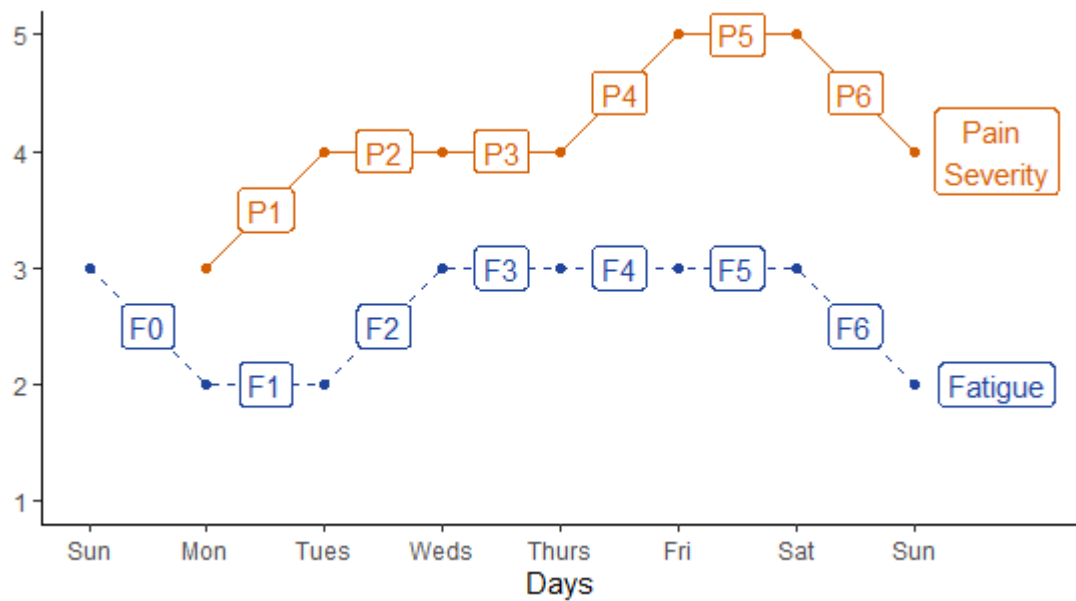 5
P5
P4
P6
4
P2
P3
Pain
Severity
P1
3
F3
F4
F5
F0
F2
F6
2
F1
Fatigue
1
Sun Mon Tues Weds Thurs Fri Sat Sun
Days